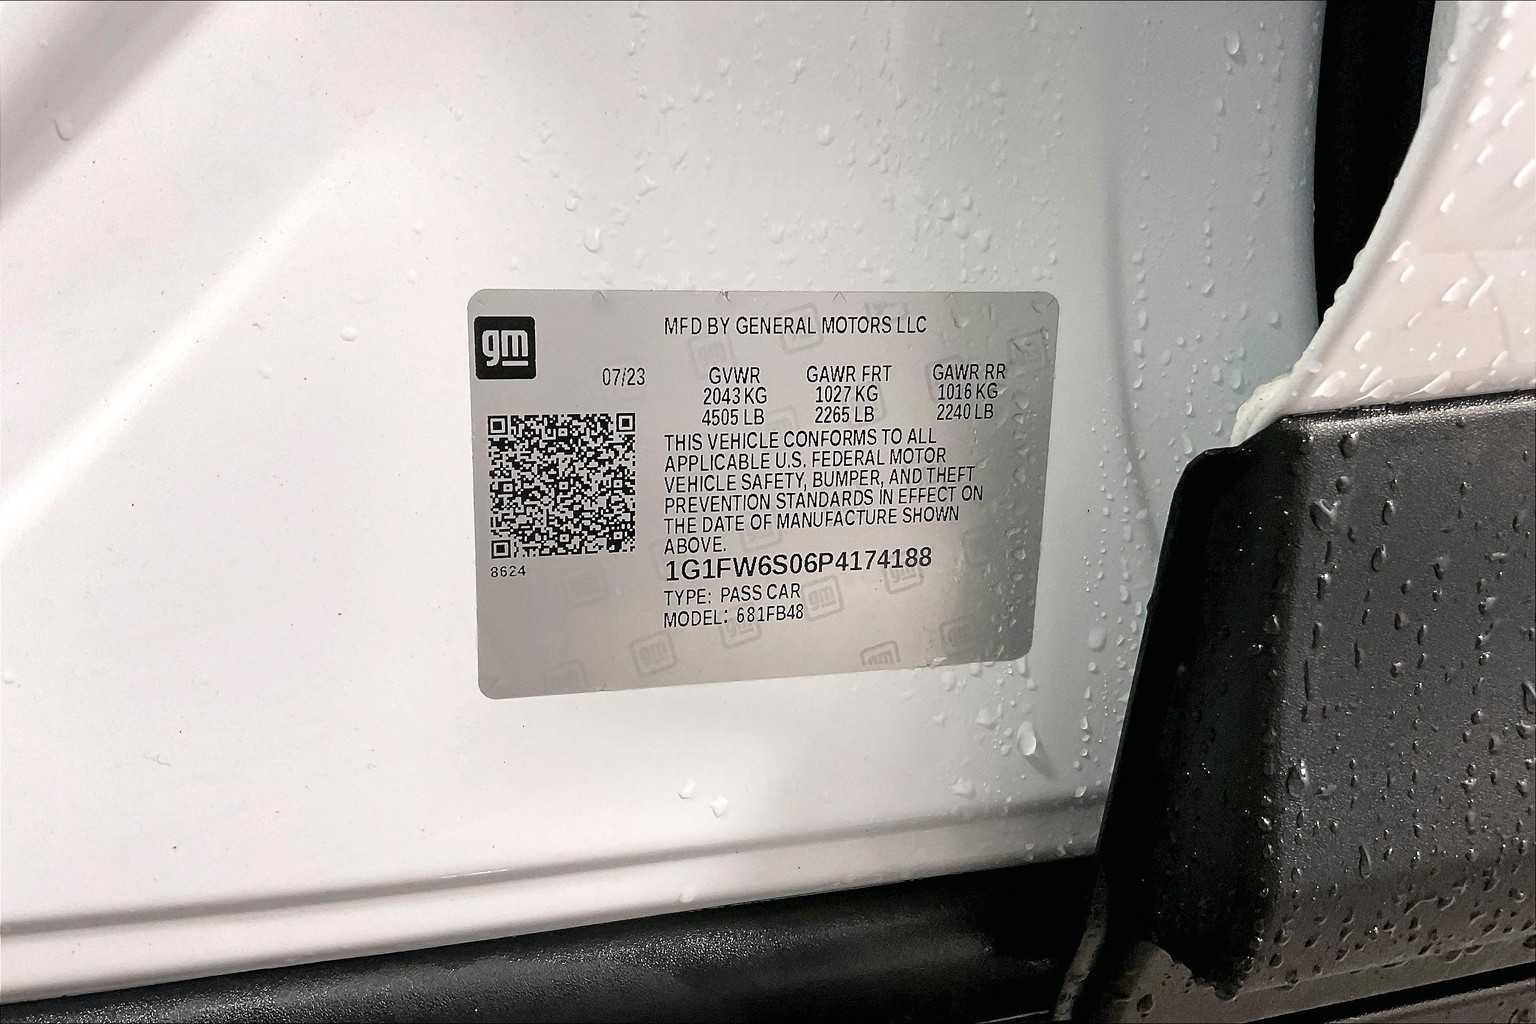 gm
MFD BY GENERAL MOTORS LLC
07/23
GVWR GAWR FRT GAWR RR
2043 KG 1027 KG 1016 KG
4505 LB 2265 LB 2240 LB
THIS VEHICLE CONFORMS TO ALL
APPLICABLE U.S. FEDERAL MOTOR
VEHICLE SAFETY, BUMPER, AND THEFT
PREVENTION STANDARDS IN EFFECT ON
THE DATE OF MANUFACTURE SHOWN
ABOVE.
8624
1G1FW6S06P4174188
TYPE: PASS CAR
MODEL: 681FB48